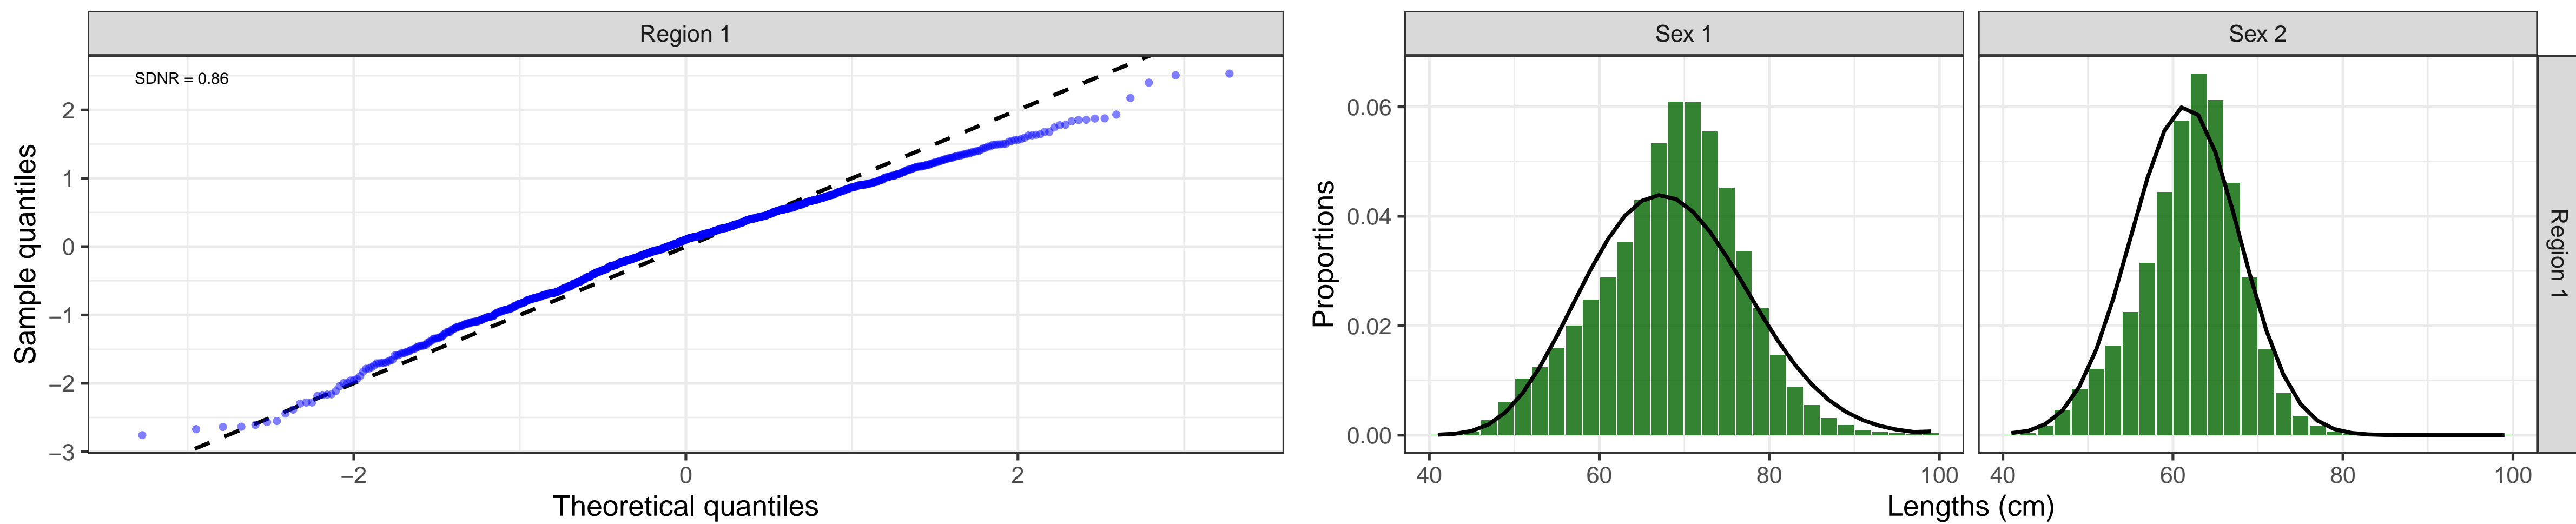 Region 1
SDNR = 0.86
Sample quantiles
2
1
0
−1
−2
−3
−2
0
2
Theoretical quantiles
Sex 1
Sex 2
Region 1
Proportions
0.06
0.04
0.02
0.00
40
60
80
100
40
60
80
100
Lengths (cm)